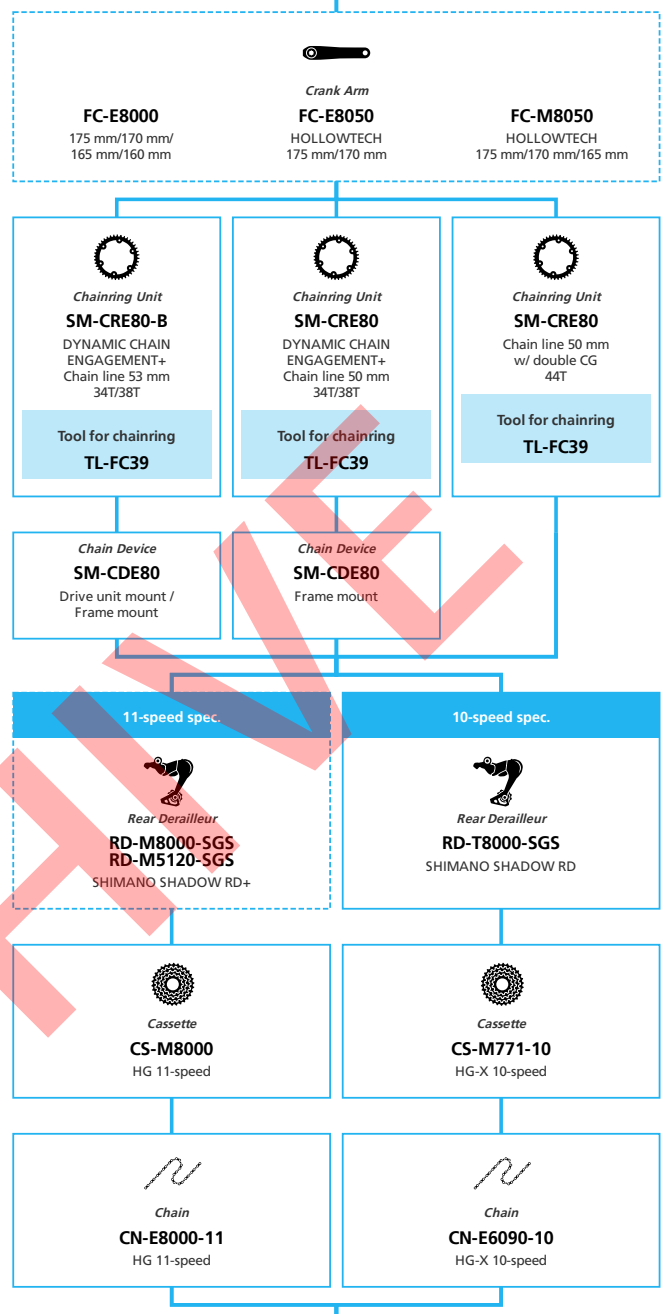 Crank Arm
FC-E8000
175 mm/170 mm/
165 mm/160 mm
FC-E8050
HOLLOWTECH
175 mm/170 mm
FC-M8050
HOLLOWTECH
175 mm/170 mm/165 mm
Chainring Unit
SM-CRE80-B
DYNAMIC CHAIN
ENGAGEMENT+
Chain line 53 mm
34T/38T
Tool for chainring
TL-FC39
Chainring Unit
SM-CRE80
DYNAMIC CHAIN
ENGAGEMENT+
Chain line 50 mm
34T/38T
Tool for chainring
TL-FC39
Chainring Unit
SM-CRE80
Chain line 50 mm
w/ double CG
44T
Tool for chainring
TL-FC39
Chain Device
SM-CDE80
Drive unit mount /
Frame mount
Chain Device
SM-CDE80
Frame mount
11-speed spec.
Rear Derailleur
RD-M8000-SGS
RD-M5120-SGS
SHIMANO SHADOW RD+
10-speed spec.
Rear Derailleur
RD-T8000-SGS
SHIMANO SHADOW RD
Cassette
CS-M8000
HG 11-speed
Cassette
CS-M771-10
HG-X 10-speed
Chain
CN-E8000-11
HG 11-speed
Chain
CN-E6090-10
HG-X 10-speed
HIVE